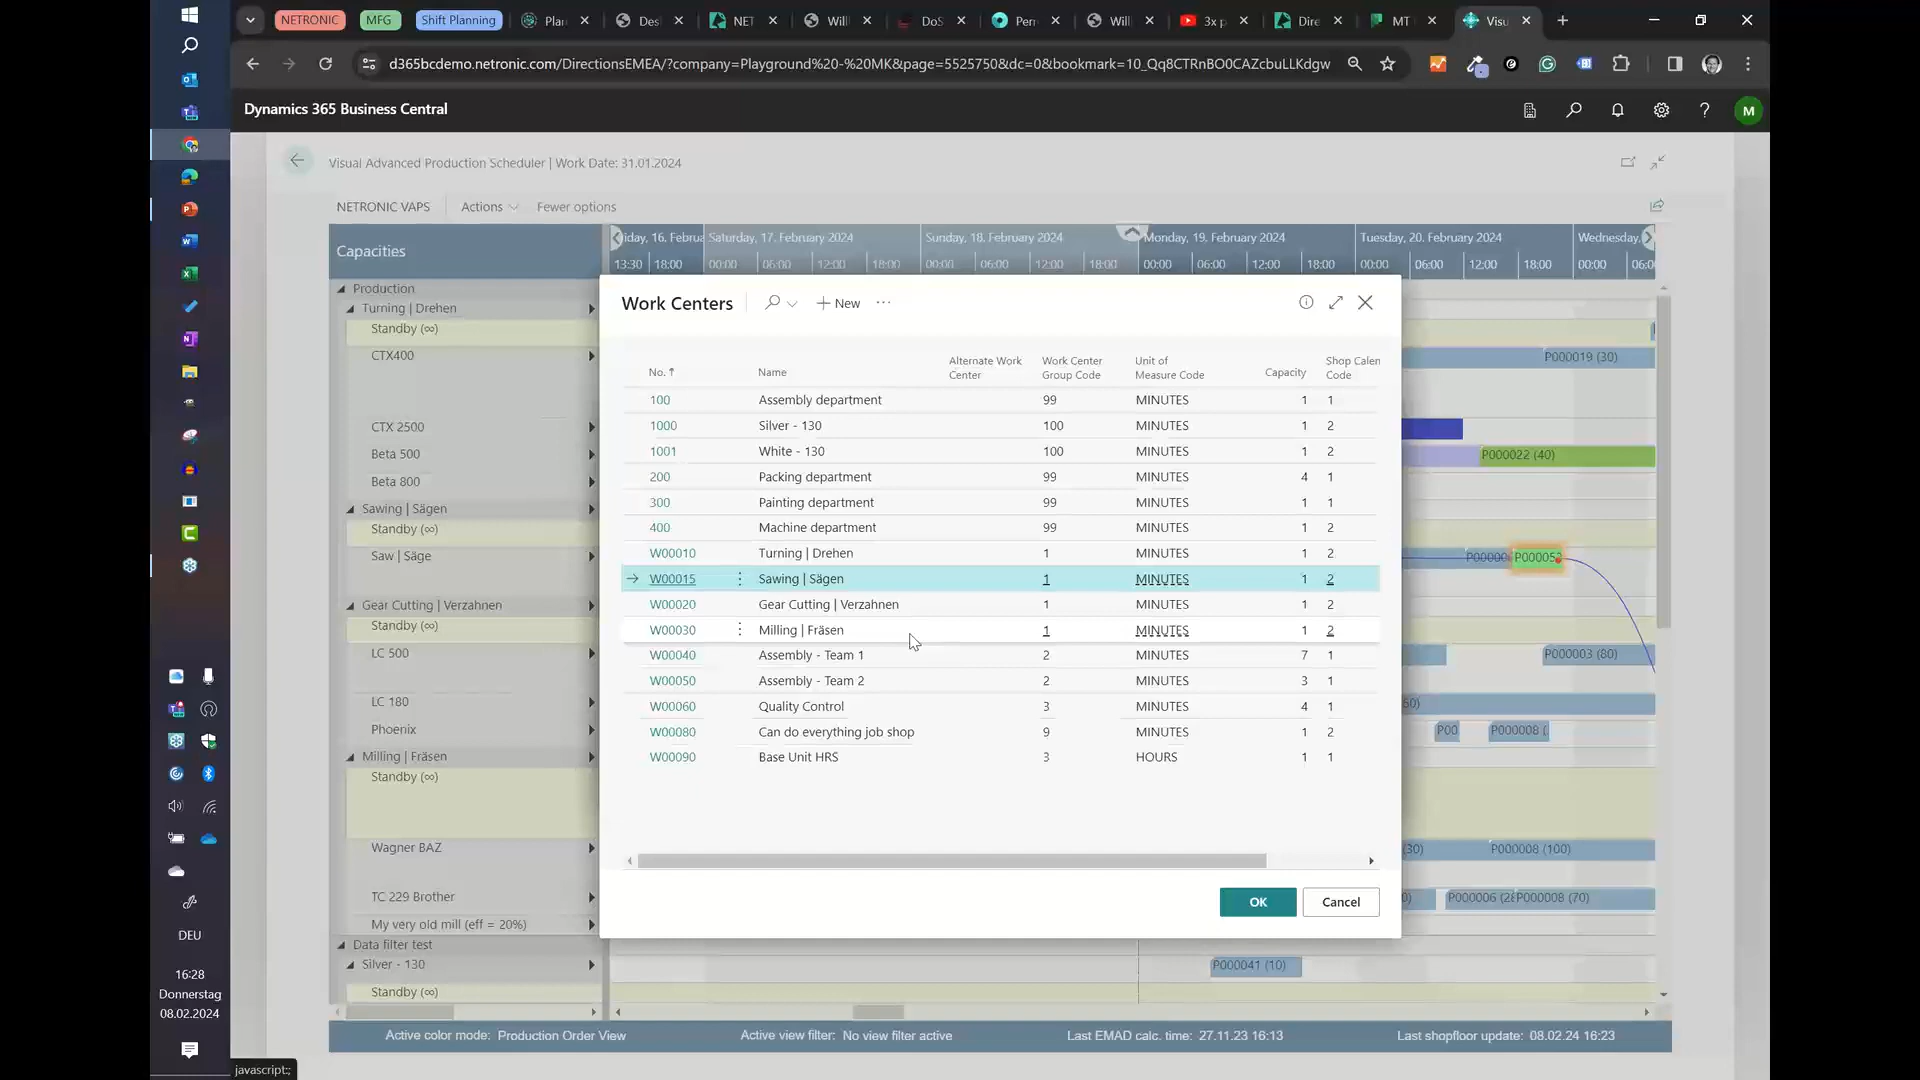 NETRONIC MFG Shift Planning Plan Des NET Will DoS Perr Will 3x p Dire MT Visu
d365bcdemo.netronic.com/DirectionsEMEA/?company=Playground%20-%20MK&page=5525750&dc=0&bookmark=10_Qq8CTRnBO0CAZcbuLLKdgw
Dynamics 365 Business Central
M
Visual Advanced Production Scheduler | Work Date: 31.01.2024
NETRONIC VAPS Actions Fewer options
Capacities
iday, 16. Februa Saturday, 17. February 2024 Sunday, 18. February 2024 Monday, 19. February 2024 Tuesday, 20. February 2024 Wednesday,
13:30 18:00 00:00 06:00 12:00 18:00 00:00 06:00 12:00 18:00 00:00 06:00 12:00 18:00 00:00 06:00 12:00 18:00 00:00 06:0
Production
Turning | Drehen
Standby (∞)
CTX400
P000019 (30)
CTX 2500
Beta 500
P000022 (40)
Beta 800
Sawing | Sägen
Standby (∞)
Saw | Säge
P00000 P000052
Gear Cutting | Verzahnen
Standby (∞)
LC 500
P000003 (80)
LC 180
Phoenix
P00 P000008 (.
Milling | Fräsen
Standby (∞)
Wagner BAZ
(30) P000008 (100)
TC 229 Brother
P000006 (28 P000008 (70)
My very old mill (eff = 20%)
Data filter test
Silver - 130
P000041 (10)
Standby (∞)
Work Centers
New
No. ↑ Name Alternate Work Center Work Center Group Code Unit of Measure Code Capacity Shop Calen Code
100 Assembly department 99 MINUTES 1 1
1000 Silver - 130 100 MINUTES 1 2
1001 White - 130 100 MINUTES 1 2
200 Packing department 99 MINUTES 4 1
300 Painting department 99 MINUTES 1 1
400 Machine department 99 MINUTES 1 2
W00010 Turning | Drehen 1 MINUTES 1 2
W00015 Sawing | Sägen 1 MINUTES 1 2
W00020 Gear Cutting | Verzahnen 1 MINUTES 1 2
W00030 Milling | Fräsen 1 MINUTES 1 2
W00040 Assembly - Team 1 2 MINUTES 7 1
W00050 Assembly - Team 2 2 MINUTES 3 1
W00060 Quality Control 3 MINUTES 4 1
W00080 Can do everything job shop 9 MINUTES 1 2
W00090 Base Unit HRS 3 HOURS 1 1
OK Cancel
Active color mode: Production Order View Active view filter: No view filter active Last EMAD calc. time: 27.11.23 16:13 Last shopfloor update: 08.02.24 16:23
DEU
16:28
Donnerstag
08.02.2024
javascript:;